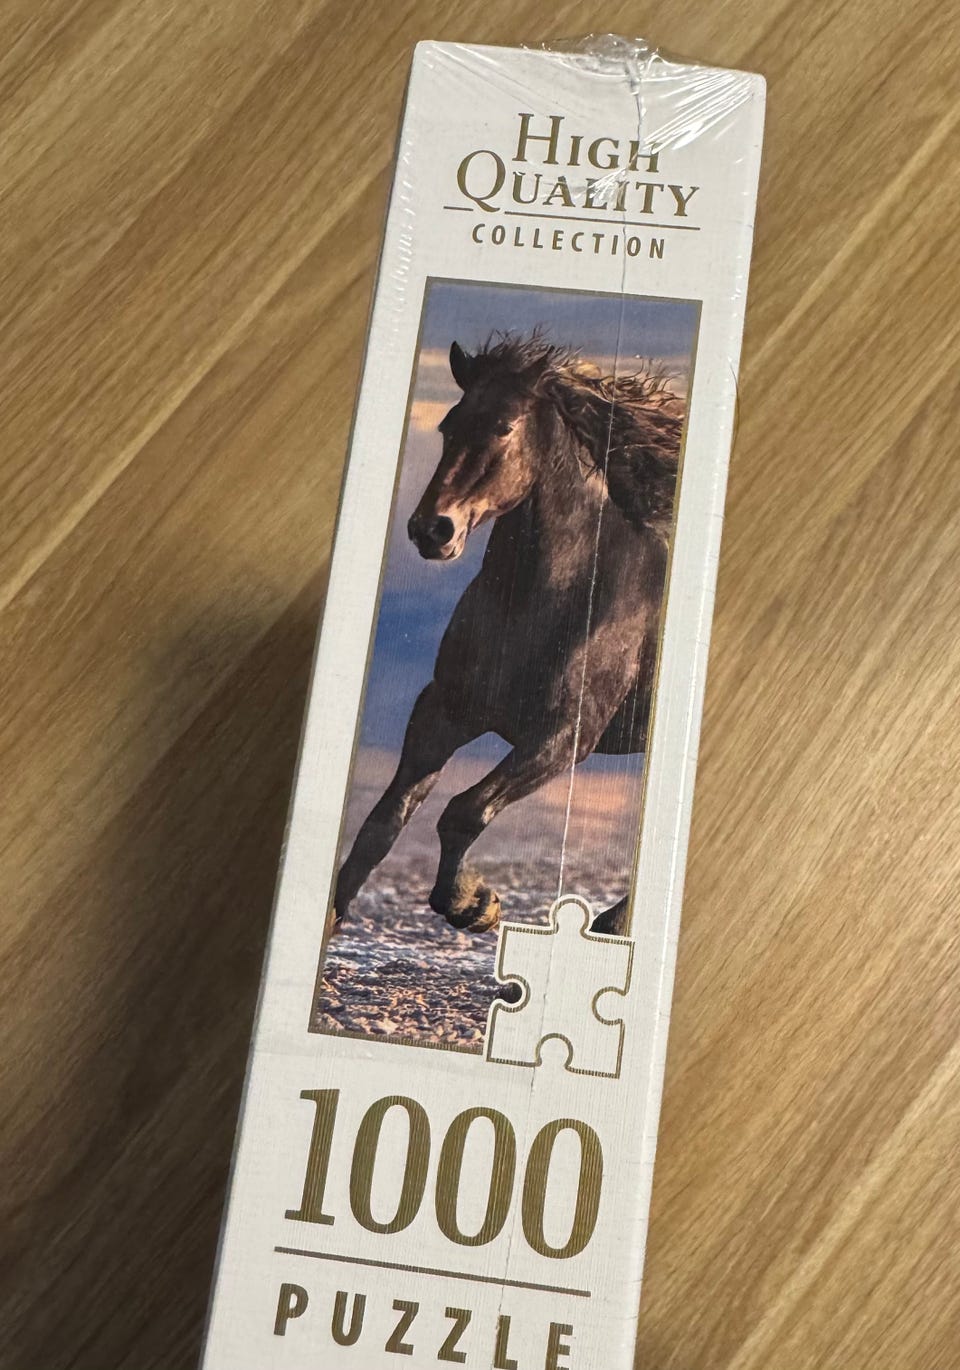 HIGH
QUALITY
COLLECTION
1000
PUZZLE